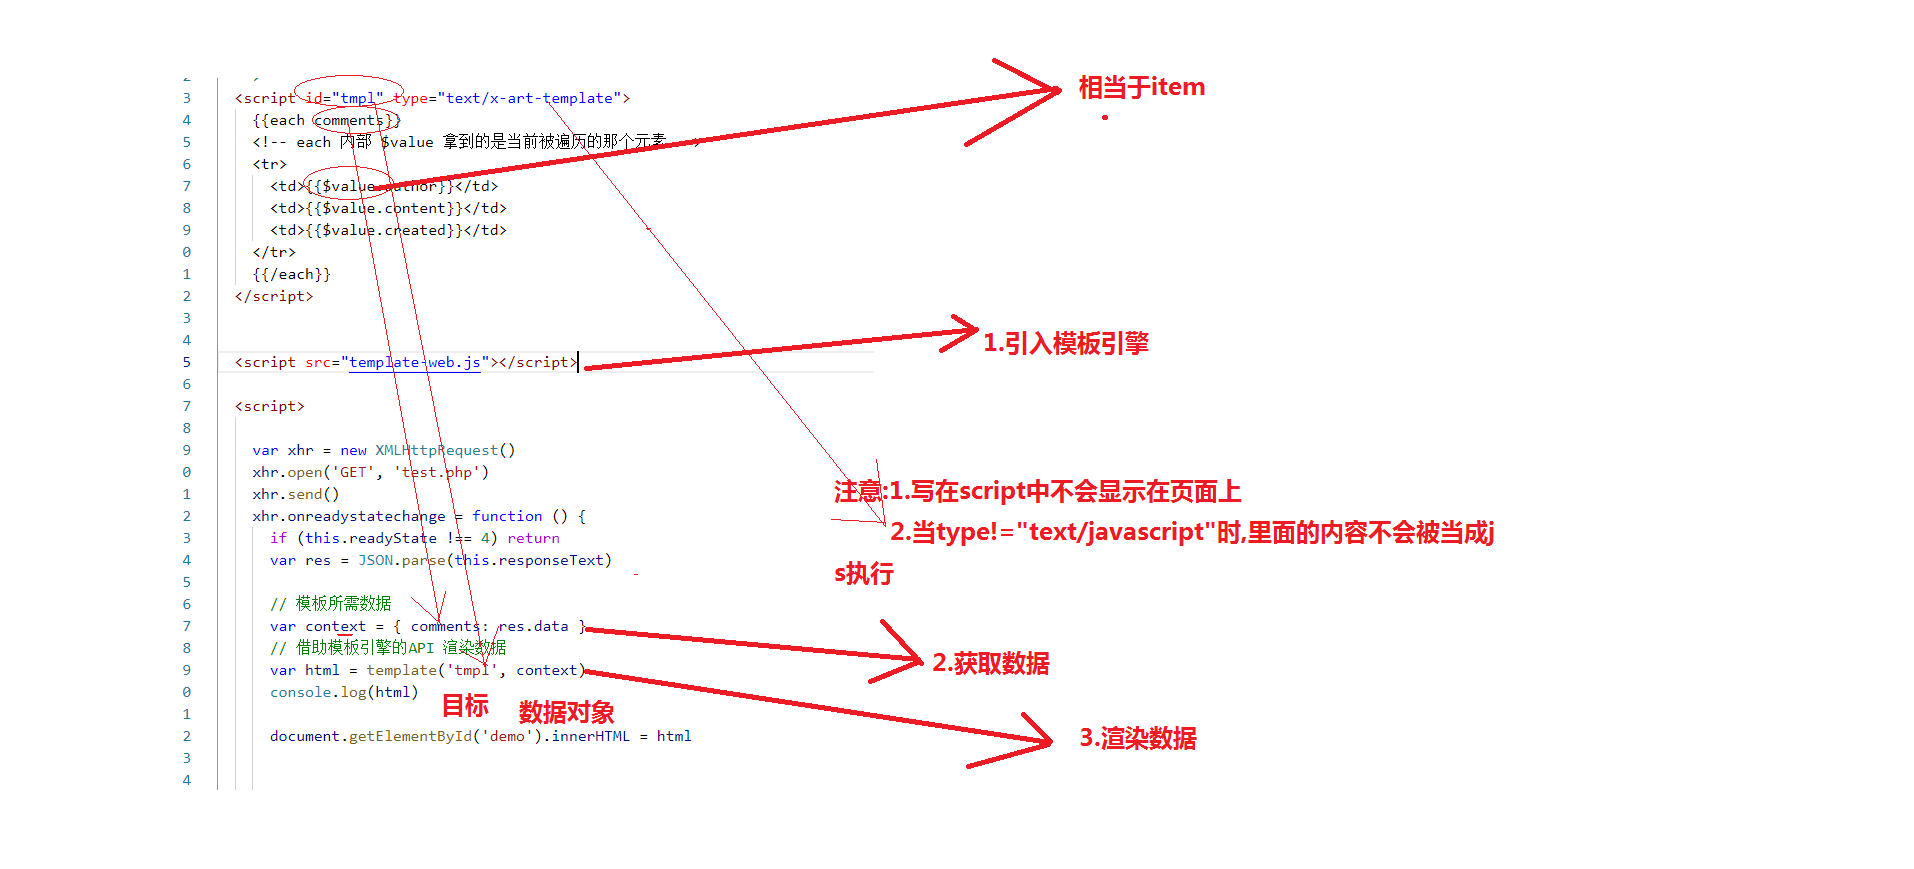 2
3 <script id="tmpl" type="text/x-art-template">
相当于item
4 {{each comments}}
5 <!-- each 内部 $value 拿到的是当前被遍历的那个元素
6 <tr>
7 <td>{{$value.author}}</td>
8 <td>{{$value.content}}</td>
9 <td>{{$value.created}}</td>
0 </tr>
1 {{/each}}
2 </script>
3
4
1.引入模板引擎
5 <script src="template-web.js"></script>
6
7 <script>
8
9 var xhr = new XMLHttpRequest()
0 xhr.open('GET', 'test.php')
1 xhr.send()
注意:1.写在script中不会显示在页面上
2 xhr.onreadystatechange = function () {
2.当type!="text/javascript"时,里面的内容不会被当成j
3 if (this.readyState !== 4) return
4 var res = JSON.parse(this.responseText)
s执行
5
6 // 模板所需数据
7 var context = { comments: res.data }
8 // 借助模板引擎的API 渲染数据
2.获取数据
9 var html = template('tmpl', context)
0 console.log(html)
目标
数据对象
1
2 document.getElementById('demo').innerHTML = html
3.渲染数据
3
4